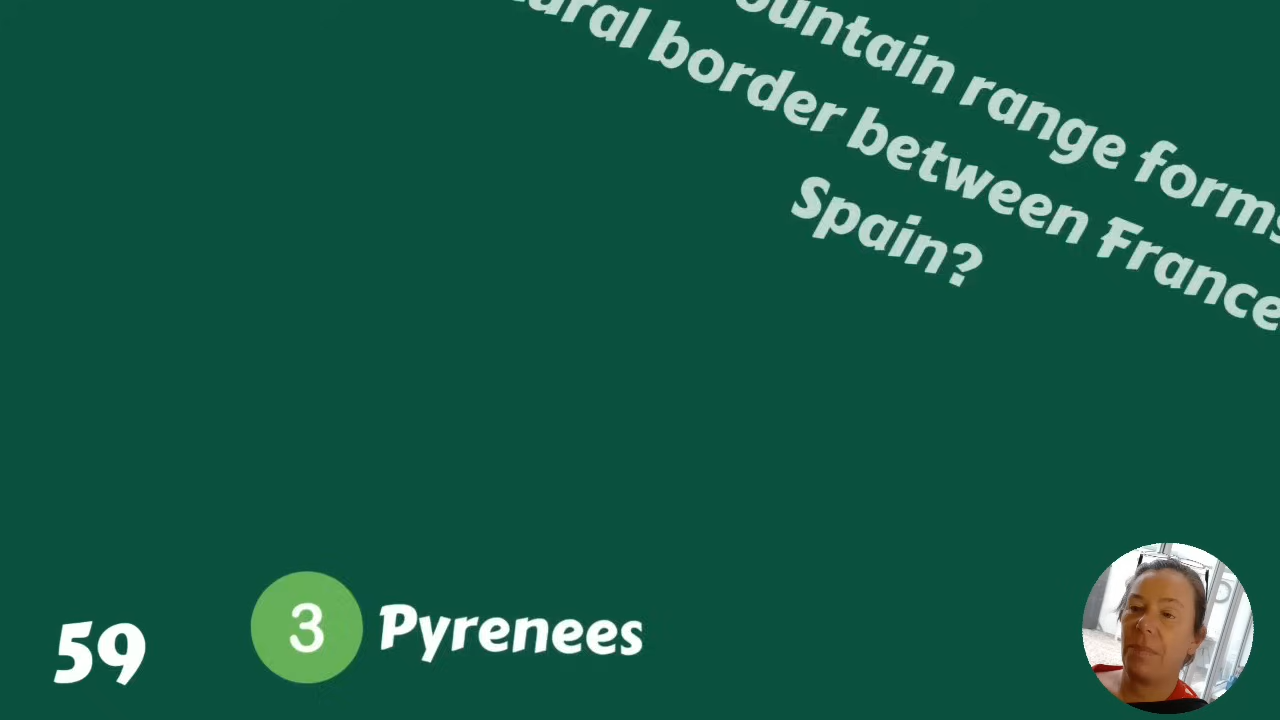 ountain range forms
ural border between France
Spain?
59
3 Pyrenees